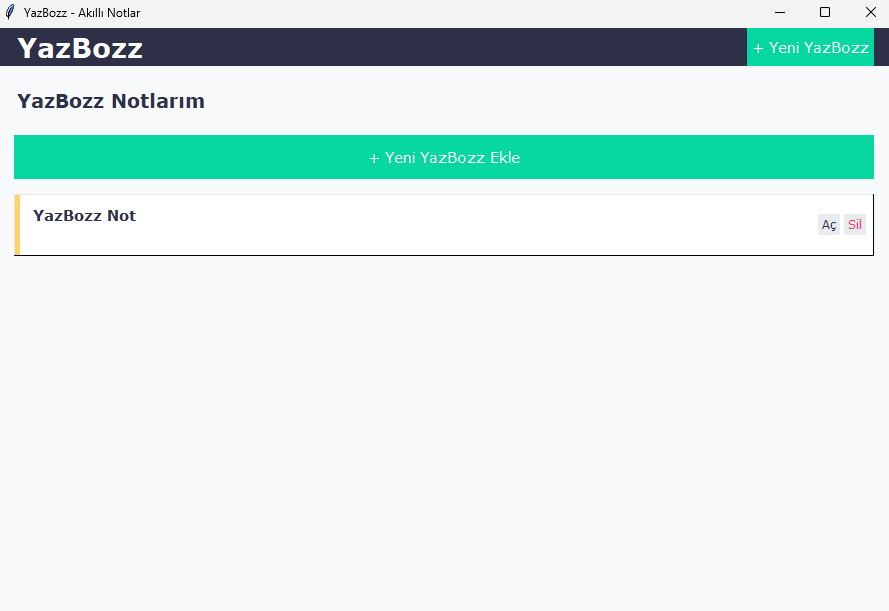 YazBozz - Akıllı Notlar
YazBozz
+ Yeni YazBozz
YazBozz Notlarım
+ Yeni YazBozz Ekle
YazBozz Not
Aç Sil